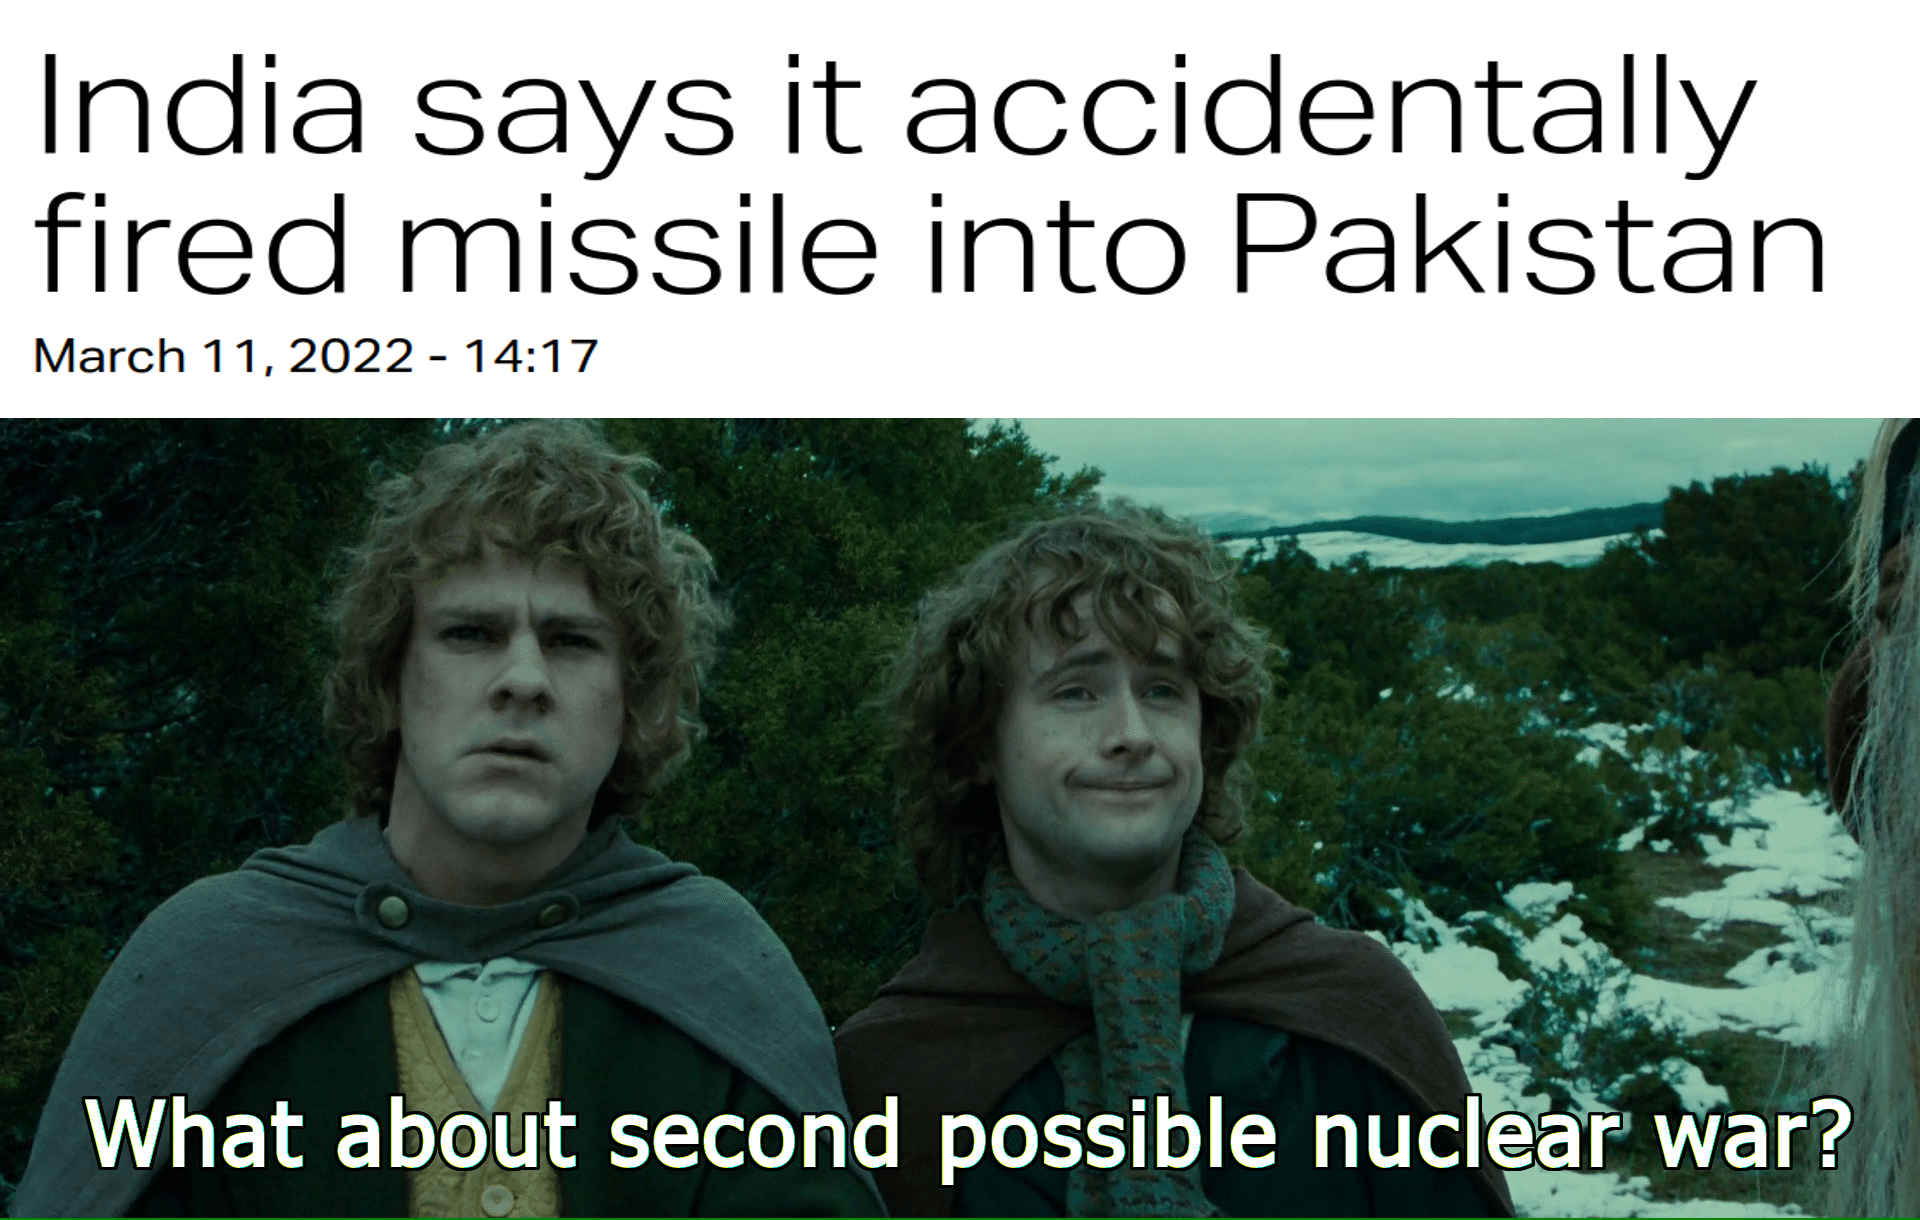 India says it accidentally
fired missile into Pakistan
March 11, 2022 - 14:17
What about second possible nuclear war?